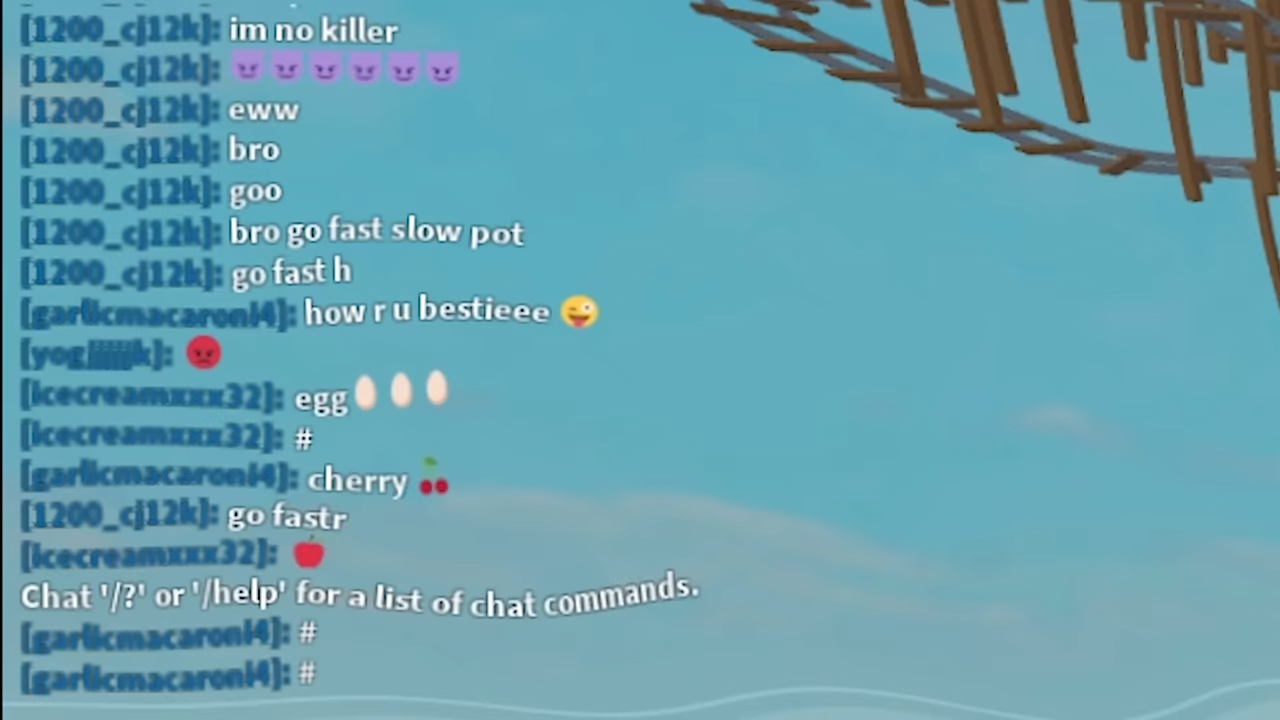 [1200_cj12k]: im no killer
[1200_cj12k]: 😈😈😈😈😈😈
[1200_cj12k]: eww
[1200_cj12k]: bro
[1200_cj12k]: goo
[1200_cj12k]: bro go fast slow pot
[1200_cj12k]: go fast h
[garlicmacaroni4]: how r u bestieee 😜
[yogjjjjjk]: 😡
[icecreamxxx32]: egg🥚🥚🥚
[icecreamxxx32]: #
[garlicmacaroni4]: cherry 🍒
[1200_cj12k]: go fastr
[icecreamxxx32]: 🍎
Chat '/?' or '/help' for a list of chat commands.
[garlicmacaroni4]: #
[garlicmacaroni4]: #